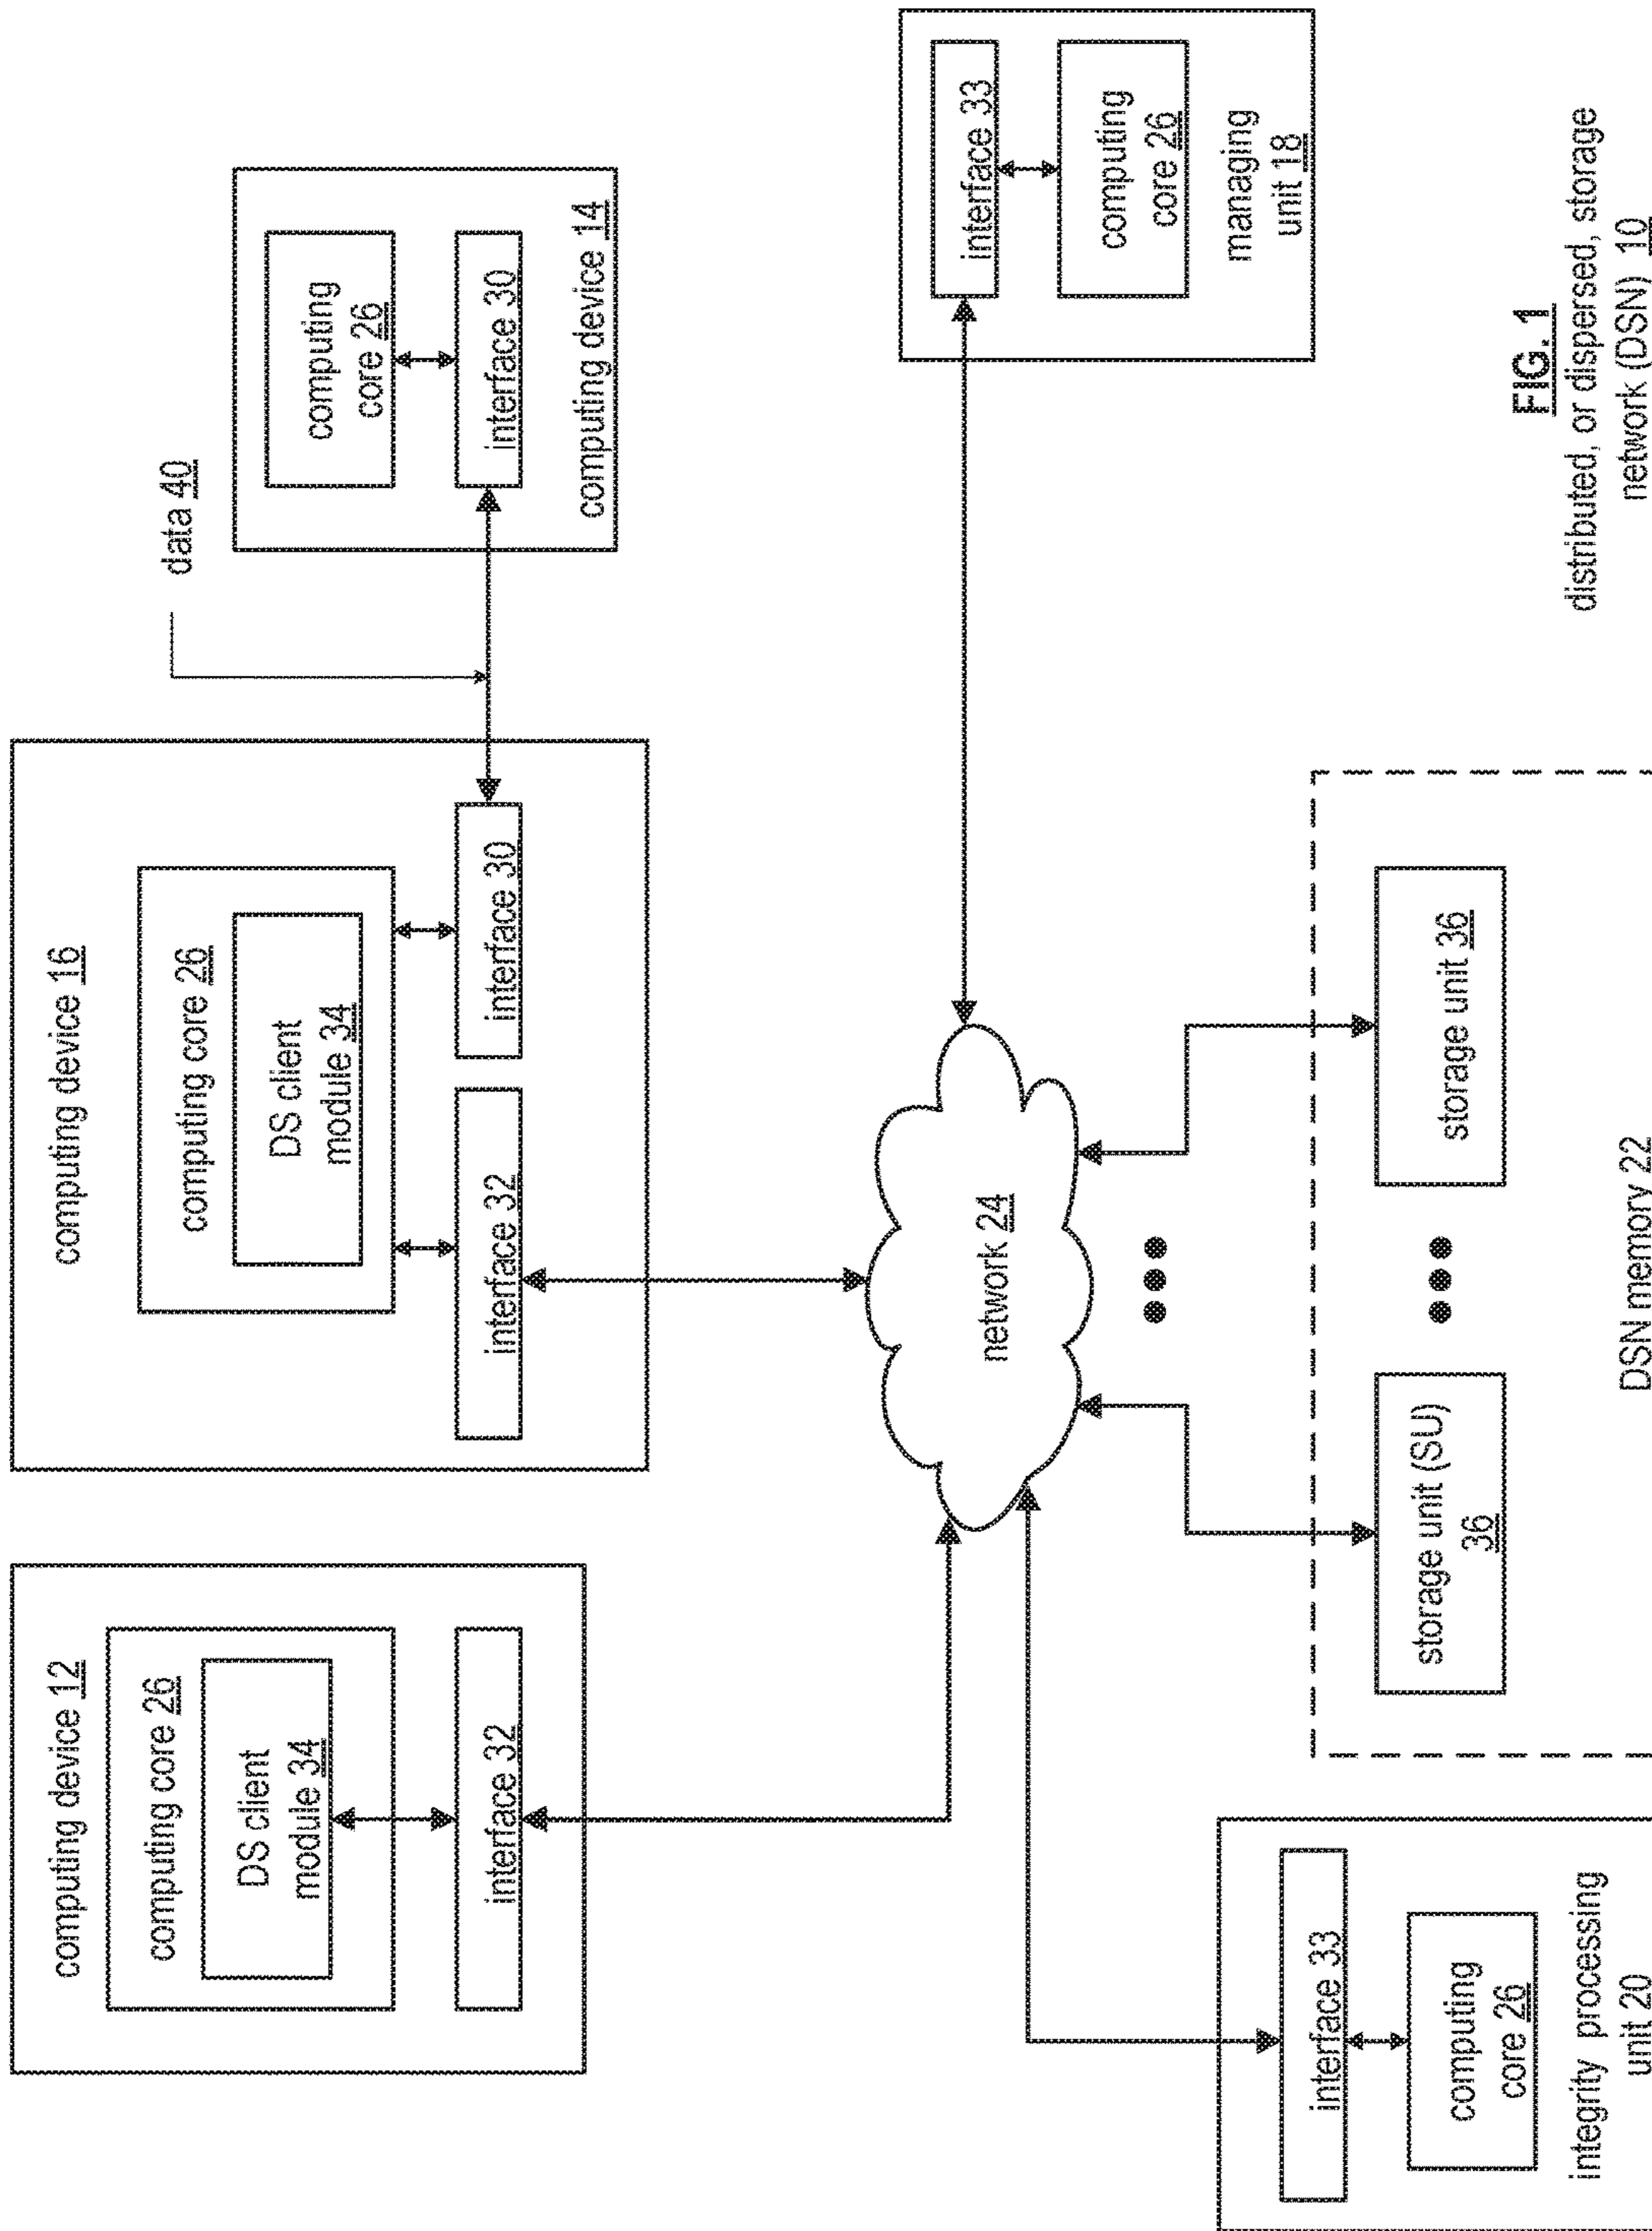 computing device 12
computing core 26
DS client
module 34
interface 32
computing device 16
computing core 26
DS client
module 34
interface 32
interface 30
data 40
computing
core 26
interface 30
computing device 14
network 24
interface 33
computing
core 26
managing
unit 18
interface 33
computing
core 26
integrity processing
unit 20
storage unit (SU)
36
storage unit 36
DSN memory 22
FIG. 1
distributed, or dispersed, storage
network (DSN) 10